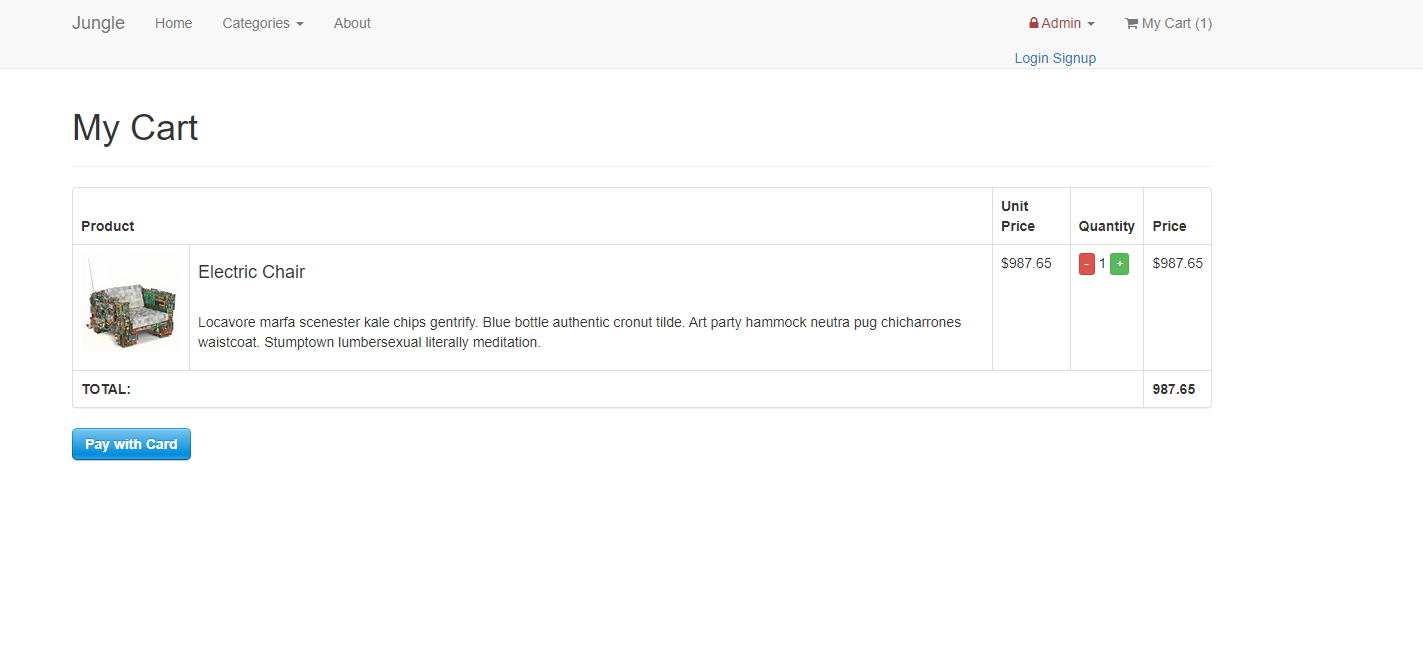 Jungle Home Categories About Admin My Cart (1)
Login Signup
My Cart
Product Unit Price Quantity Price
Electric Chair $987.65 - 1 + $987.65
Locavore marfa scenester kale chips gentrify. Blue bottle authentic cronut tilde. Art party hammock neutra pug chicharrones
waistcoat. Stumptown lumbersexual literally meditation.
TOTAL: 987.65
Pay with Card